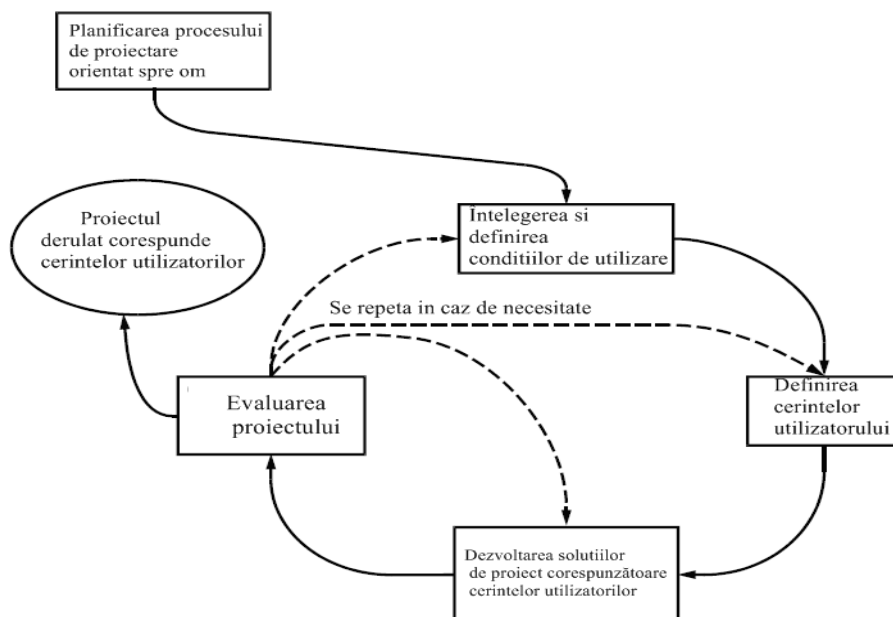 Planificarea procesului
de proiectare
orientat spre om
Întelegerea si
definirea
conditiilor de utilizare
Proiectul
derulat corespunde
cerintelor utilizatorilor
Se repeta in caz de necesitate
Evaluarea
proiectului
Definirea
cerintelor
utilizatorului
Dezvoltarea solutiilor
de proiect corespunzătoare
cerintelor utilizatorilor